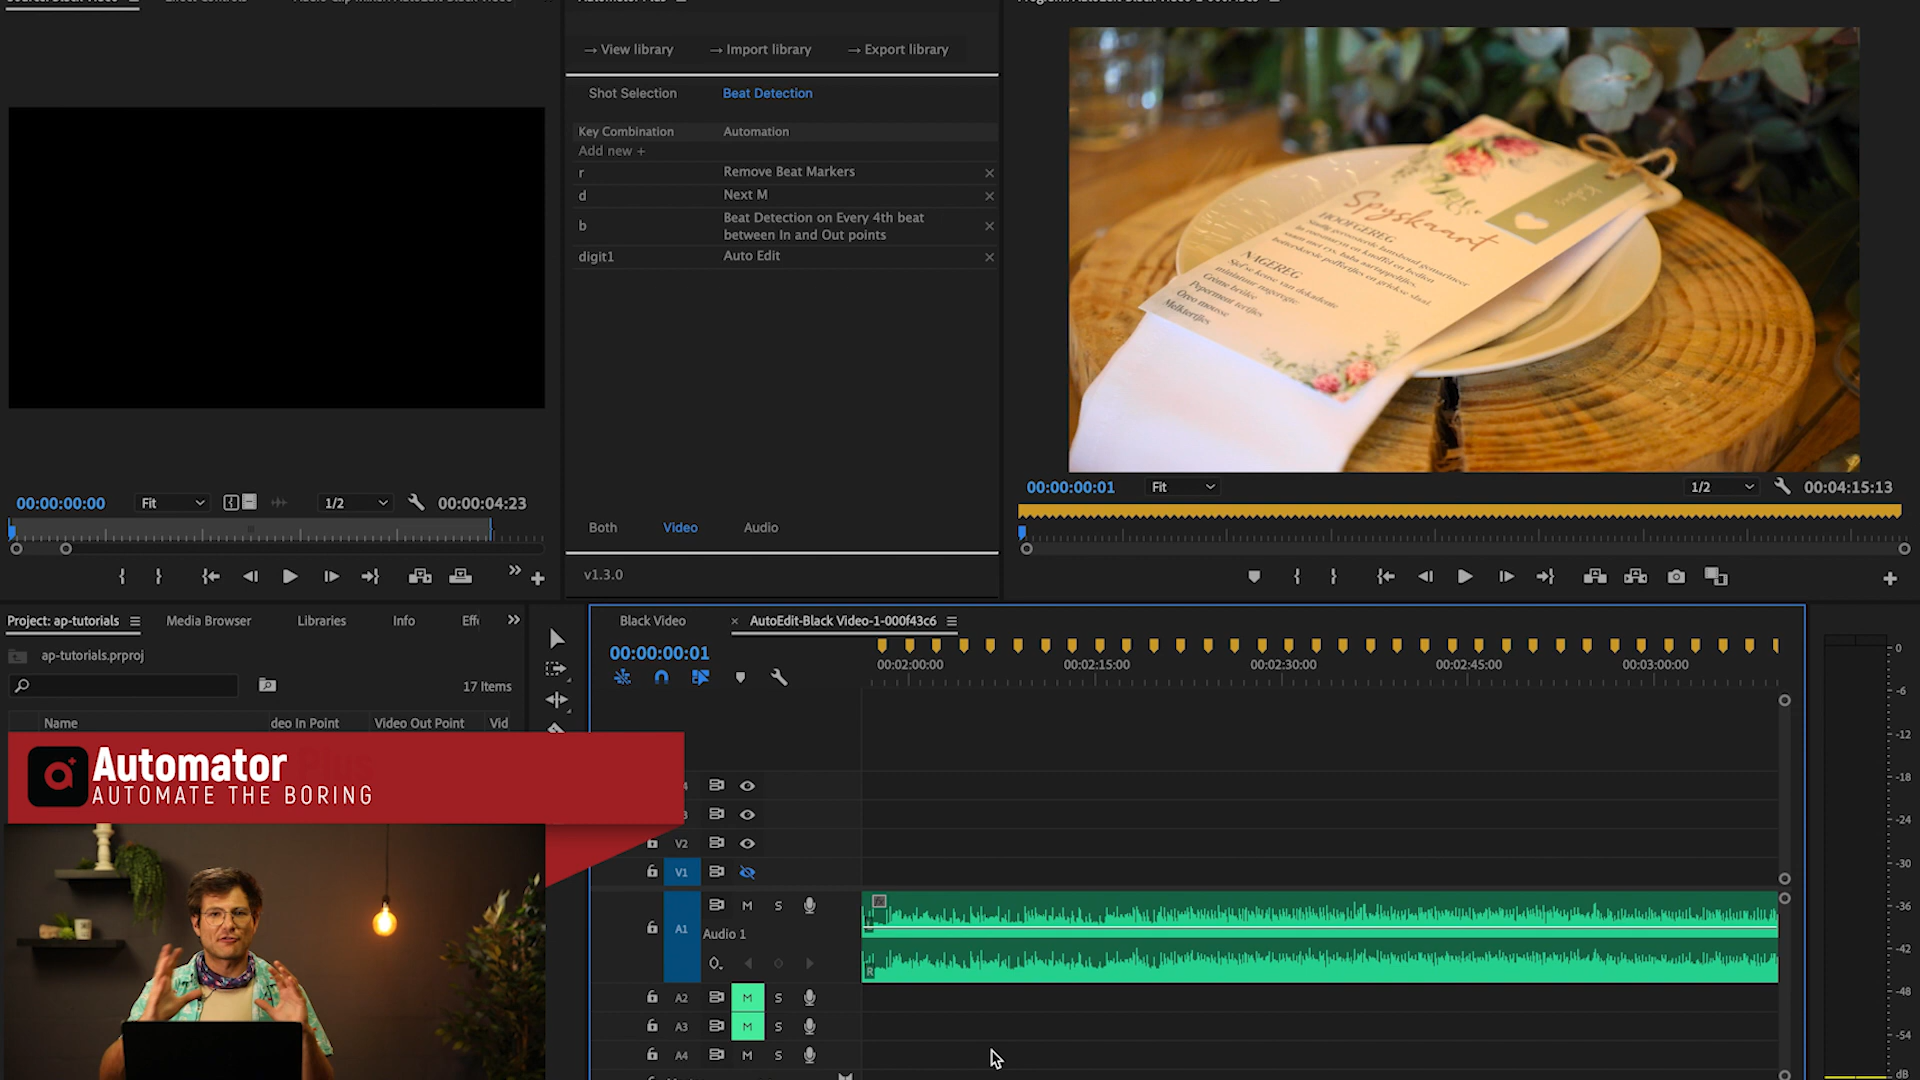 → View library → Import library → Export library
Shot Selection Beat Detection
Key Combination Automation
Add new +
r Remove Beat Markers ×
d Next M ×
b Beat Detection on Every 4th beat
between In and Out points ×
digit1 Auto Edit ×
Both Video Audio
v1.3.0
Spyskaart
HOOFGEREG
NAGEREG
Oreo mousse
Melktertjies
00:00:00:00 Fit 1/2 00:00:04:23
00:00:00:01 Fit 1/2 00:04:15:13
Project: ap-tutorials Media Browser Libraries Info Eff
ap-tutorials.prproj
17 Items
Name deo In Point Video Out Point Vid
Automator Plus
AUTOMATE THE BORING
Black Video × AutoEdit-Black Video-1-000f43c6
00:00:00:01
00:02:00:00 00:02:15:00 00:02:30:00 00:02:45:00 00:03:00:00
V2
V1
A1 M S
Audio 1
R
A2 M S
A3 M S
A4 M S
0
-6
-12
-18
-24
-30
-36
-42
-48
-54
dB